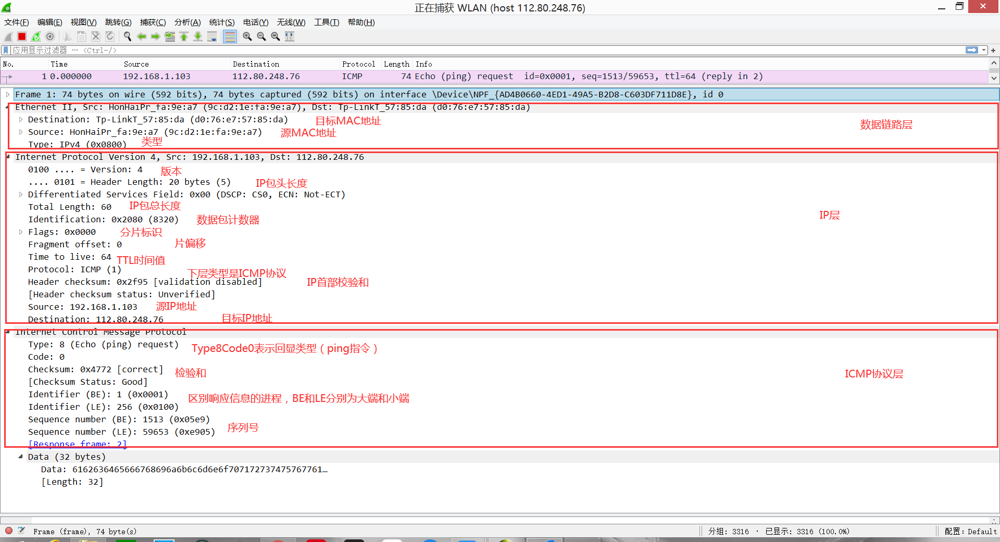 正在捕获 WLAN (host 112.80.248.76)
文件(F) 编辑(E) 视图(V) 跳转(G) 捕获(C) 分析(A) 统计(S) 电话(Y) 无线(W) 工具(T) 帮助(H)
应用显示过滤器 … <Ctrl-/>
No. Time Source Destination Protocol Length Info
1 0.000000 192.168.1.103 112.80.248.76 ICMP 74 Echo (ping) request id=0x0001, seq=1513/59653, ttl=64 (reply in 2)
Frame 1: 74 bytes on wire (592 bits), 74 bytes captured (592 bits) on interface \Device\NPF_{AD4B0660-4ED1-49A5-B2D8-C603DF711D8E}, id 0
Ethernet II, Src: HonHaiPr_fa:9e:a7 (9c:d2:1e:fa:9e:a7), Dst: Tp-LinkT_57:85:da (d0:76:e7:57:85:da)
Destination: Tp-LinkT_57:85:da (d0:76:e7:57:85:da) 目标MAC地址
数据链路层
Source: HonHaiPr_fa:9e:a7 (9c:d2:1e:fa:9e:a7) 源MAC地址
Type: IPv4 (0x0800) 类型
Internet Protocol Version 4, Src: 192.168.1.103, Dst: 112.80.248.76
0100 .... = Version: 4 版本
.... 0101 = Header Length: 20 bytes (5) IP包头长度
Differentiated Services Field: 0x00 (DSCP: CS0, ECN: Not-ECT)
Total Length: 60 IP包总长度
IP层
Identification: 0x2080 (8320) 数据包计数器
Flags: 0x0000 分片标识
Fragment offset: 0 片偏移
Time to live: 64 TTL时间值
Protocol: ICMP (1) 下层类型是ICMP协议
Header checksum: 0x2f95 [validation disabled] IP首部校验和
[Header checksum status: Unverified]
Source: 192.168.1.103 源IP地址
Destination: 112.80.248.76 目标IP地址
Internet Control Message Protocol
Type: 8 (Echo (ping) request) Type8Code0表示回显类型（ping指令）
Code: 0
Checksum: 0x4772 [correct] 检验和
ICMP协议层
[Checksum Status: Good]
Identifier (BE): 1 (0x0001) 区别响应信息的进程，BE和LE分别为大端和小端
Identifier (LE): 256 (0x0100)
Sequence number (BE): 1513 (0x05e9) 序列号
Sequence number (LE): 59653 (0xe905)
[Response frame: 2]
Data (32 bytes)
Data: 6162636465666768696a6b6c6d6e6f707172737475767761…
[Length: 32]
Frame (frame), 74 byte(s) 分组: 3316 · 已显示: 3316 (100.0%) 配置: Default